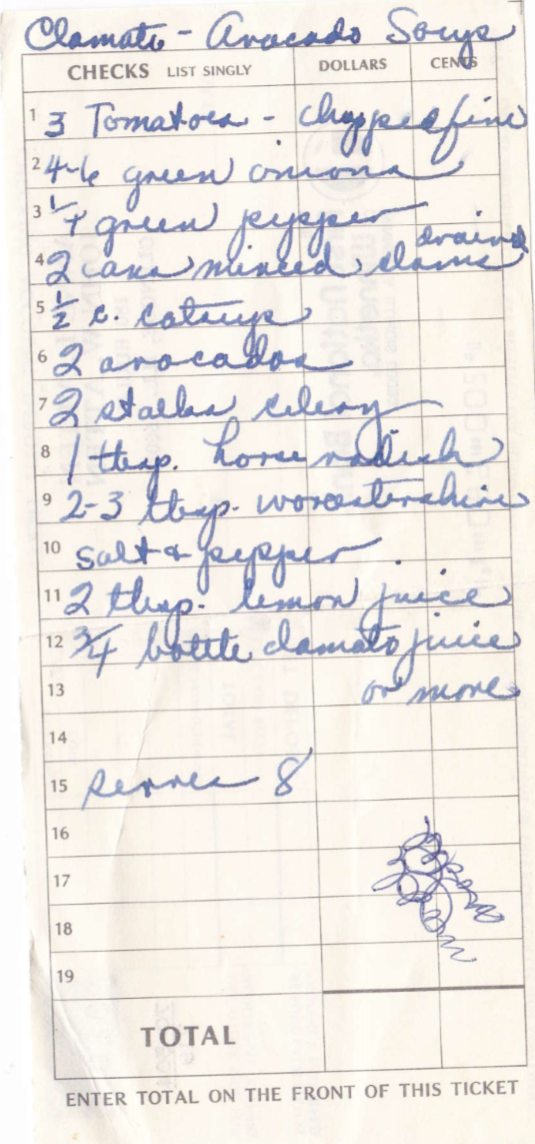 Clamato - Avocado Soup
CHECKS LIST SINGLY DOLLARS CENTS
1 3 Tomatoes - chopped fine
2 4-6 green onions
3 1/4 green pepper
4 2 cans minced clams drained
5 1/2 c. catsup
6 2 avocados
7 2 stalks celery
8 1 tbsp. horse radish
9 2-3 tbsp. worcestershire
10 salt & pepper
11 2 tbsp. lemon juice
12 3/4 bottle clamato juice
13 or more
14
15 serves 8
16
17
18
19
TOTAL
ENTER TOTAL ON THE FRONT OF THIS TICKET